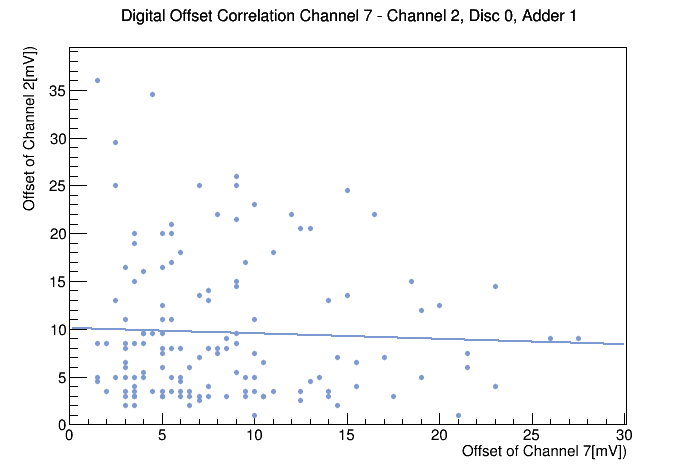 Digital Offset Correlation Channel 7 - Channel 2, Disc 0, Adder 1
Offset of Channel 2[mV])
35
30
25
20
15
10
5
0
0 5 10 15 20 25 30
Offset of Channel 7[mV])